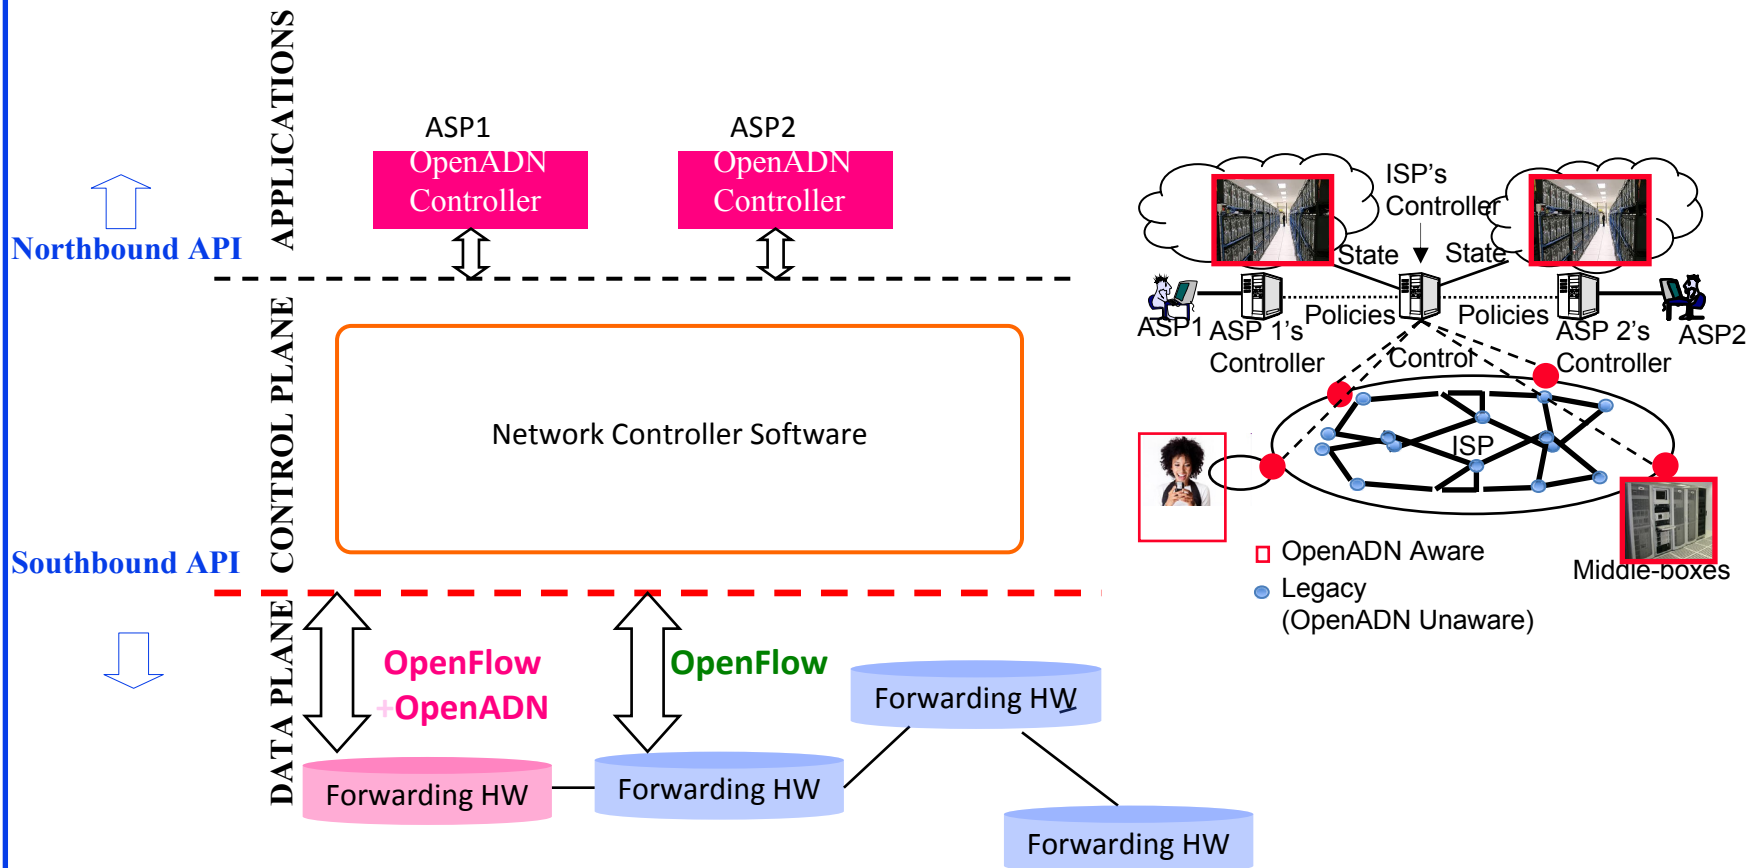 APPLICATIONS
CONTROL PLANE
DATA PLANE
Northbound API
Southbound API
ASP1
OpenADN
Controller
ASP2
OpenADN
Controller
Network Controller Software
OpenFlow
+OpenADN
OpenFlow
Forwarding HW
Forwarding HW
Forwarding HW
Forwarding HW
ISP's
Controller
State
State
Policies
Policies
ASP1
ASP 1's
Controller
ASP 2's
Controller
ASP2
Control
ISP
Middle-boxes
OpenADN Aware
Legacy
(OpenADN Unaware)